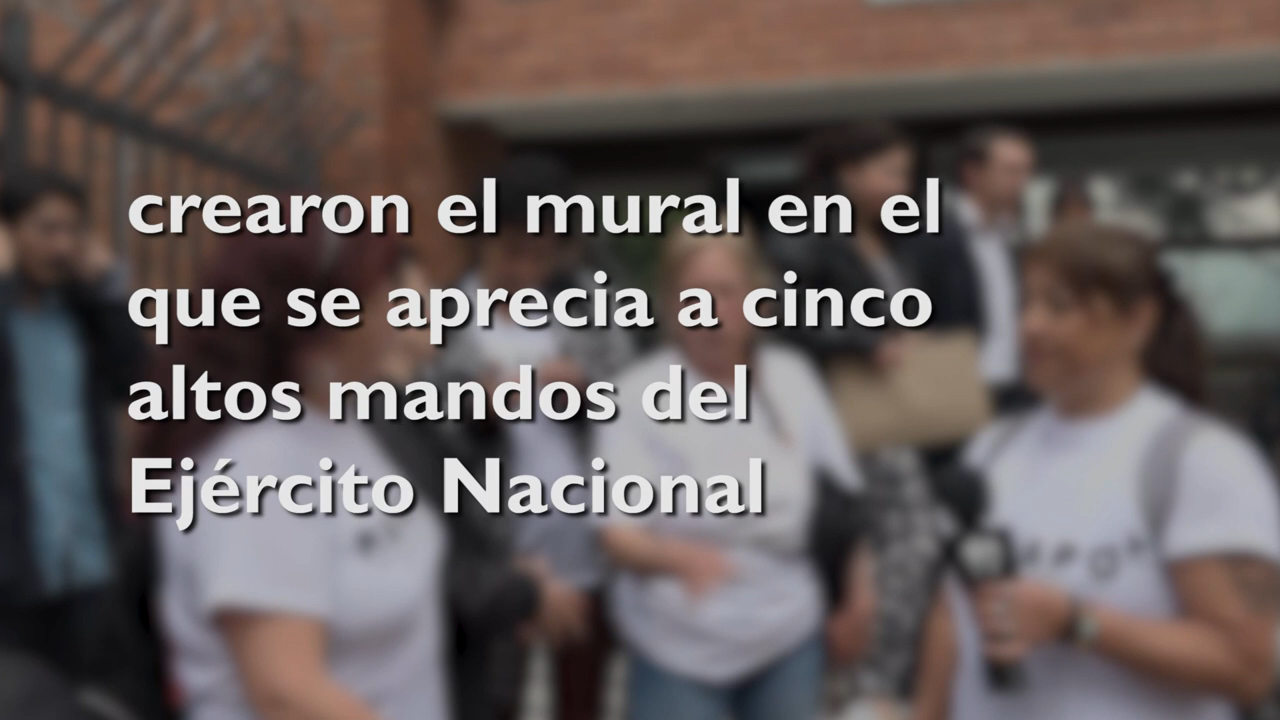 crearon el mural en el
que se aprecia a cinco
altos mandos del
Ejército Nacional